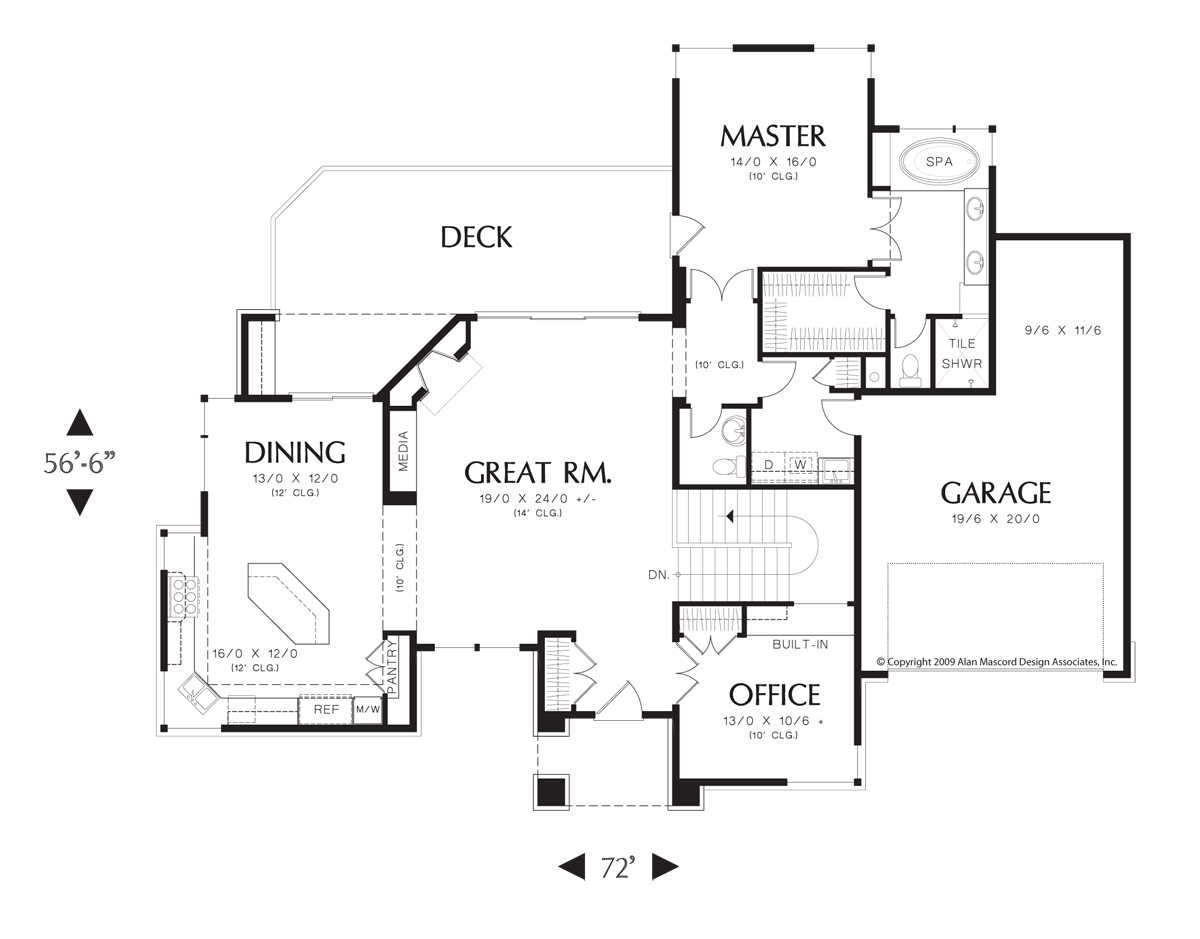 MASTER
14/0 X 16/0
(10' CLG.)
SPA
DECK
9/6 X 11/6
TILE
SHWR
(10' CLG.)
DINING
13/0 X 12/0
(12' CLG.)
MEDIA
GREAT RM.
19/0 X 24/0 +/-
(14' CLG.)
D W
56'-6"
GARAGE
19/6 X 20/0
(10' CLG.)
DN.
16/0 X 12/0
(12' CLG.)
PANTRY
BUILT-IN
© Copyright 2009 Alan Mascord Design Associates, Inc.
REF
M/W
OFFICE
13/0 X 10/6 +
(10' CLG.)
72'